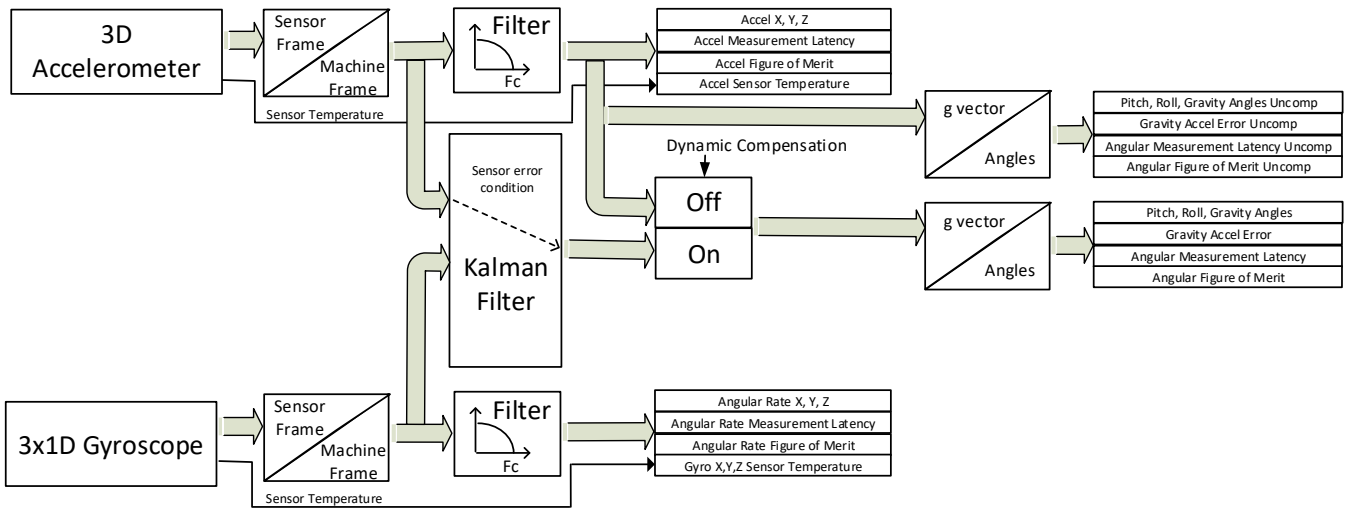 3D
Accelerometer
Sensor
Frame
Machine
Frame
Filter
Fc
Accel X, Y, Z
Accel Measurement Latency
Accel Figure of Merit
Accel Sensor Temperature
Sensor Temperature
g vector
Angles
Pitch, Roll, Gravity Angles Uncomp
Gravity Accel Error Uncomp
Angular Measurement Latency Uncomp
Angular Figure of Merit Uncomp
Dynamic Compensation
Sensor error
condition
Off
On
Kalman
Filter
g vector
Angles
Pitch, Roll, Gravity Angles
Gravity Accel Error
Angular Measurement Latency
Angular Figure of Merit
3x1D Gyroscope
Sensor
Frame
Machine
Frame
Filter
Fc
Angular Rate X, Y, Z
Angular Rate Measurement Latency
Angular Rate Figure of Merit
Gyro X,Y,Z Sensor Temperature
Sensor Temperature